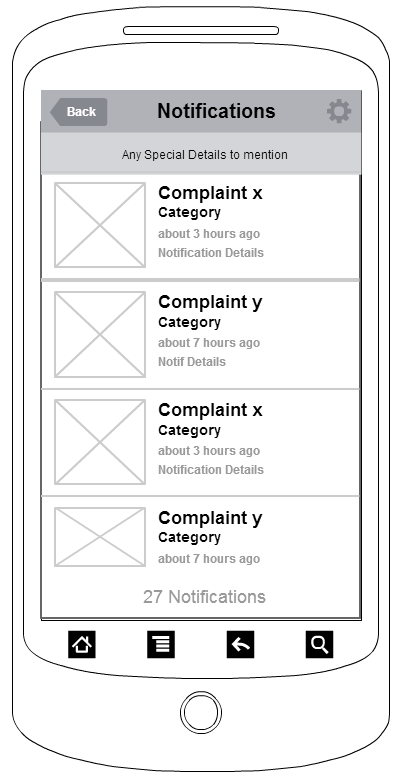 Back
Notifications
Any Special Details to mention
Complaint x
Category
about 3 hours ago
Notification Details
Complaint y
Category
about 7 hours ago
Notif Details
Complaint x
Category
about 3 hours ago
Notification Details
Complaint y
Category
about 7 hours ago
27 Notifications